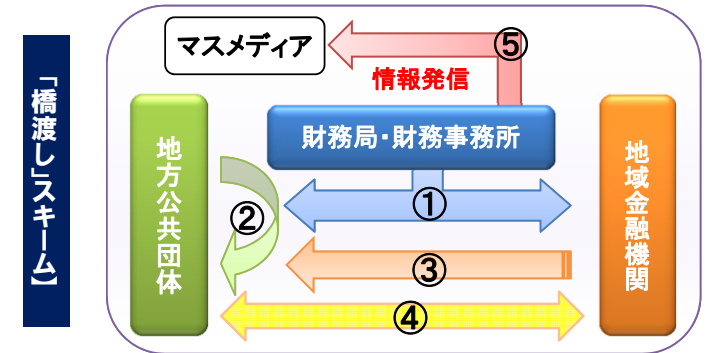 「橋渡し」スキーム】
マスメディア
⑤
情報発信
財務局・財務事務所
地方公共団体
地域金融機関
①
②
③
④